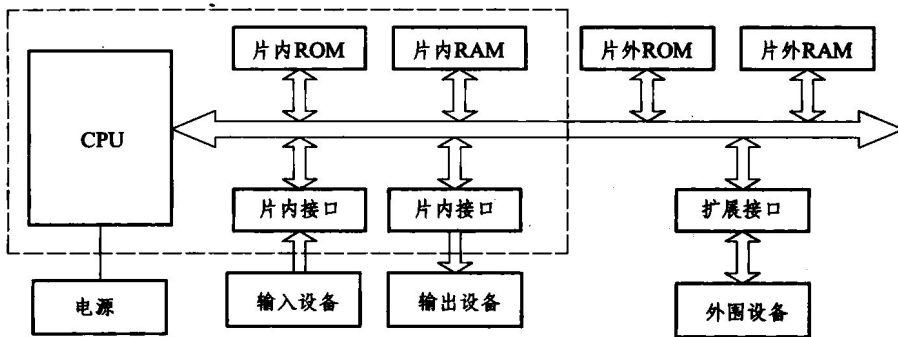 片内ROM
片内RAM
片外ROM
片外RAM
CPU
片内接口
片内接口
扩展接口
电源
输入设备
输出设备
外围设备